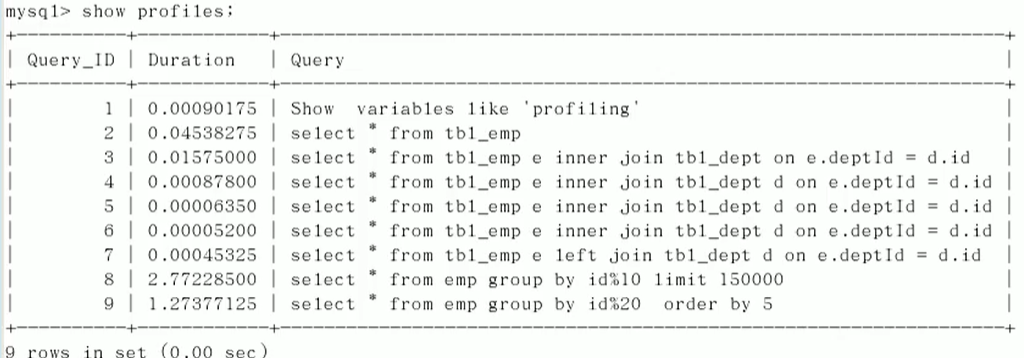 mysql> show profiles;
+----------+------------+---------------------------------------------------------------+
| Query_ID | Duration   | Query                                                         |
+----------+------------+---------------------------------------------------------------+
|        1 | 0.00090175 | Show  variables like 'profiling'                              |
|        2 | 0.04538275 | select * from tbl_emp                                         |
|        3 | 0.01575000 | select * from tbl_emp e inner join tbl_dept on e.deptId = d.id   |
|        4 | 0.00087800 | select * from tbl_emp e inner join tbl_dept d on e.deptId = d.id |
|        5 | 0.00006350 | select * from tbl_emp e inner join tbl_dept d on e.deptId = d.id |
|        6 | 0.00005200 | select * from tbl_emp e inner join tbl_dept d on e.deptId = d.id |
|        7 | 0.00045325 | select * from tbl_emp e left join tbl_dept d on e.deptId = d.id  |
|        8 | 2.77228500 | select * from emp group by id%10 limit 150000                 |
|        9 | 1.27377125 | select * from emp group by id%20  order by 5                  |
+----------+------------+---------------------------------------------------------------+
9 rows in set (0.00 sec)